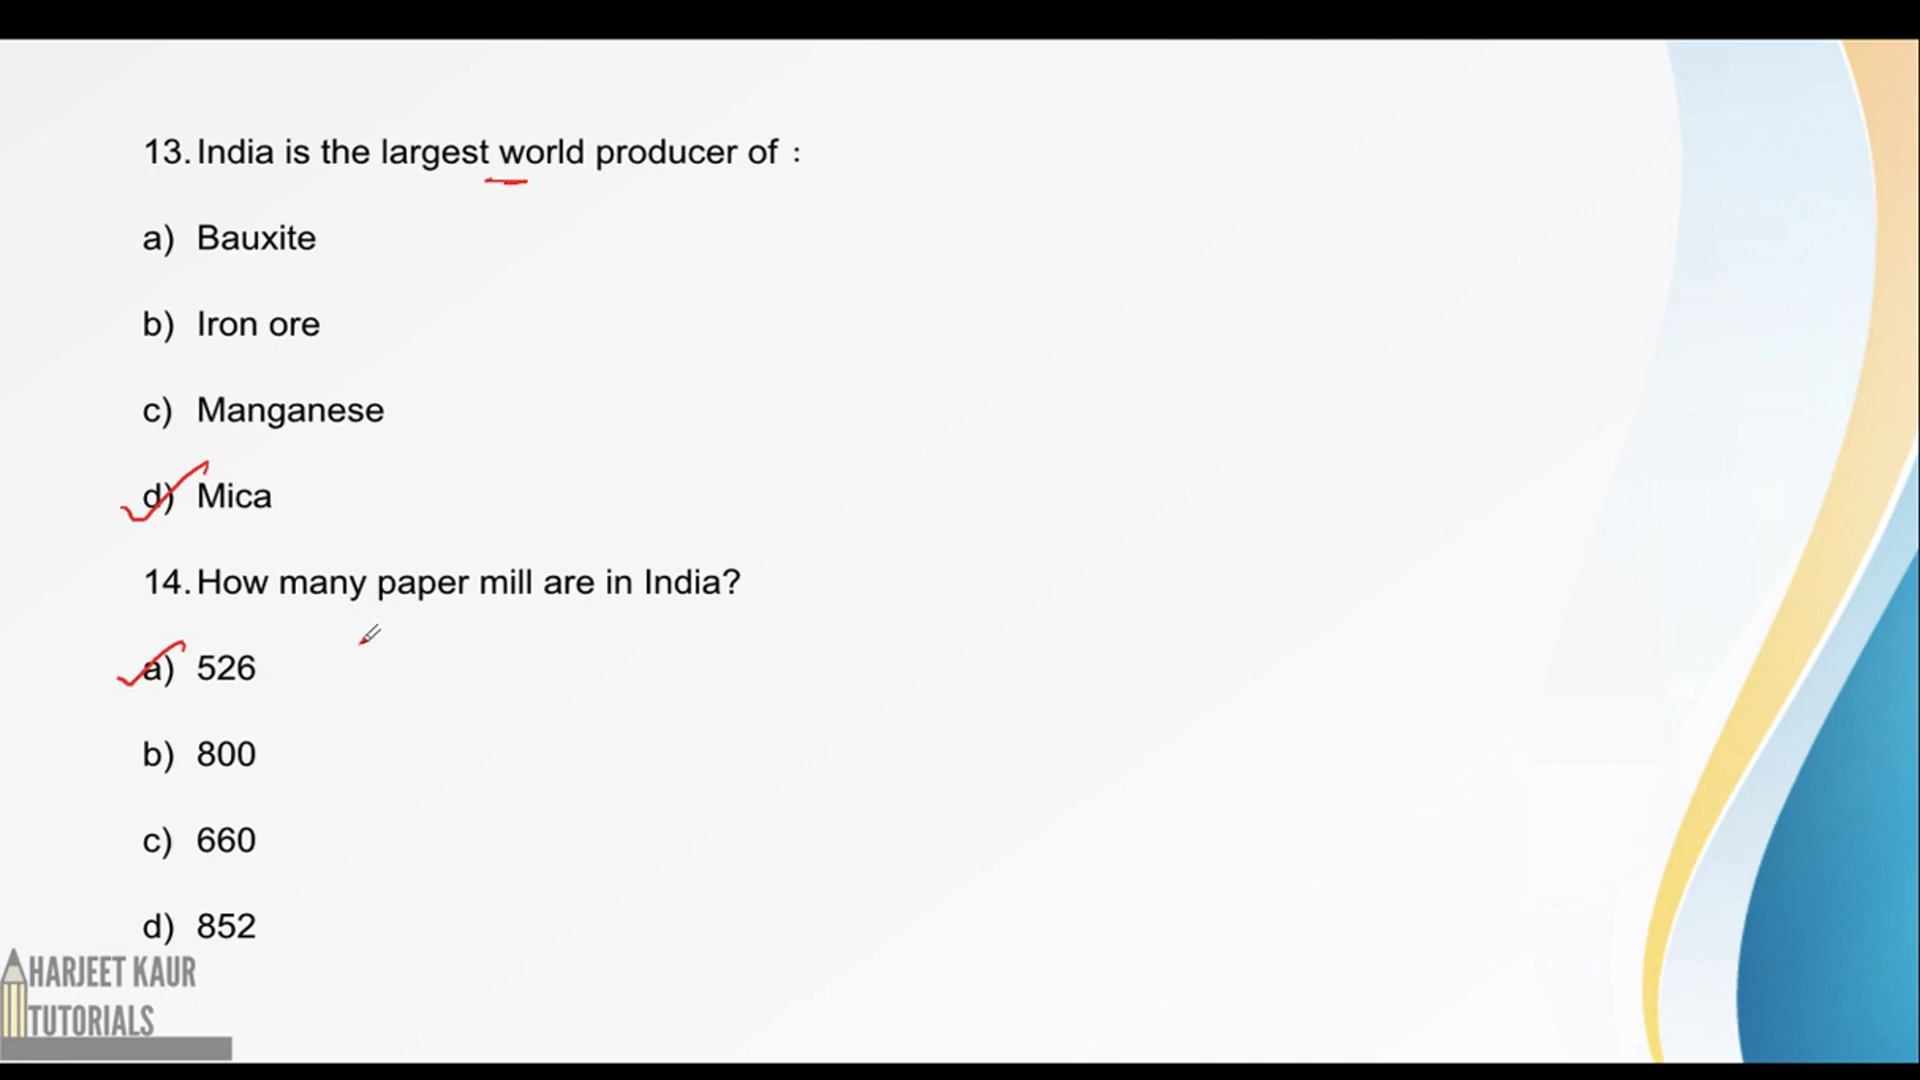 13. India is the largest world producer of :
a) Bauxite
b) Iron ore
c) Manganese
d) Mica
14. How many paper mill are in India?
a) 526
b) 800
c) 660
d) 852
HARJEET KAUR
TUTORIALS